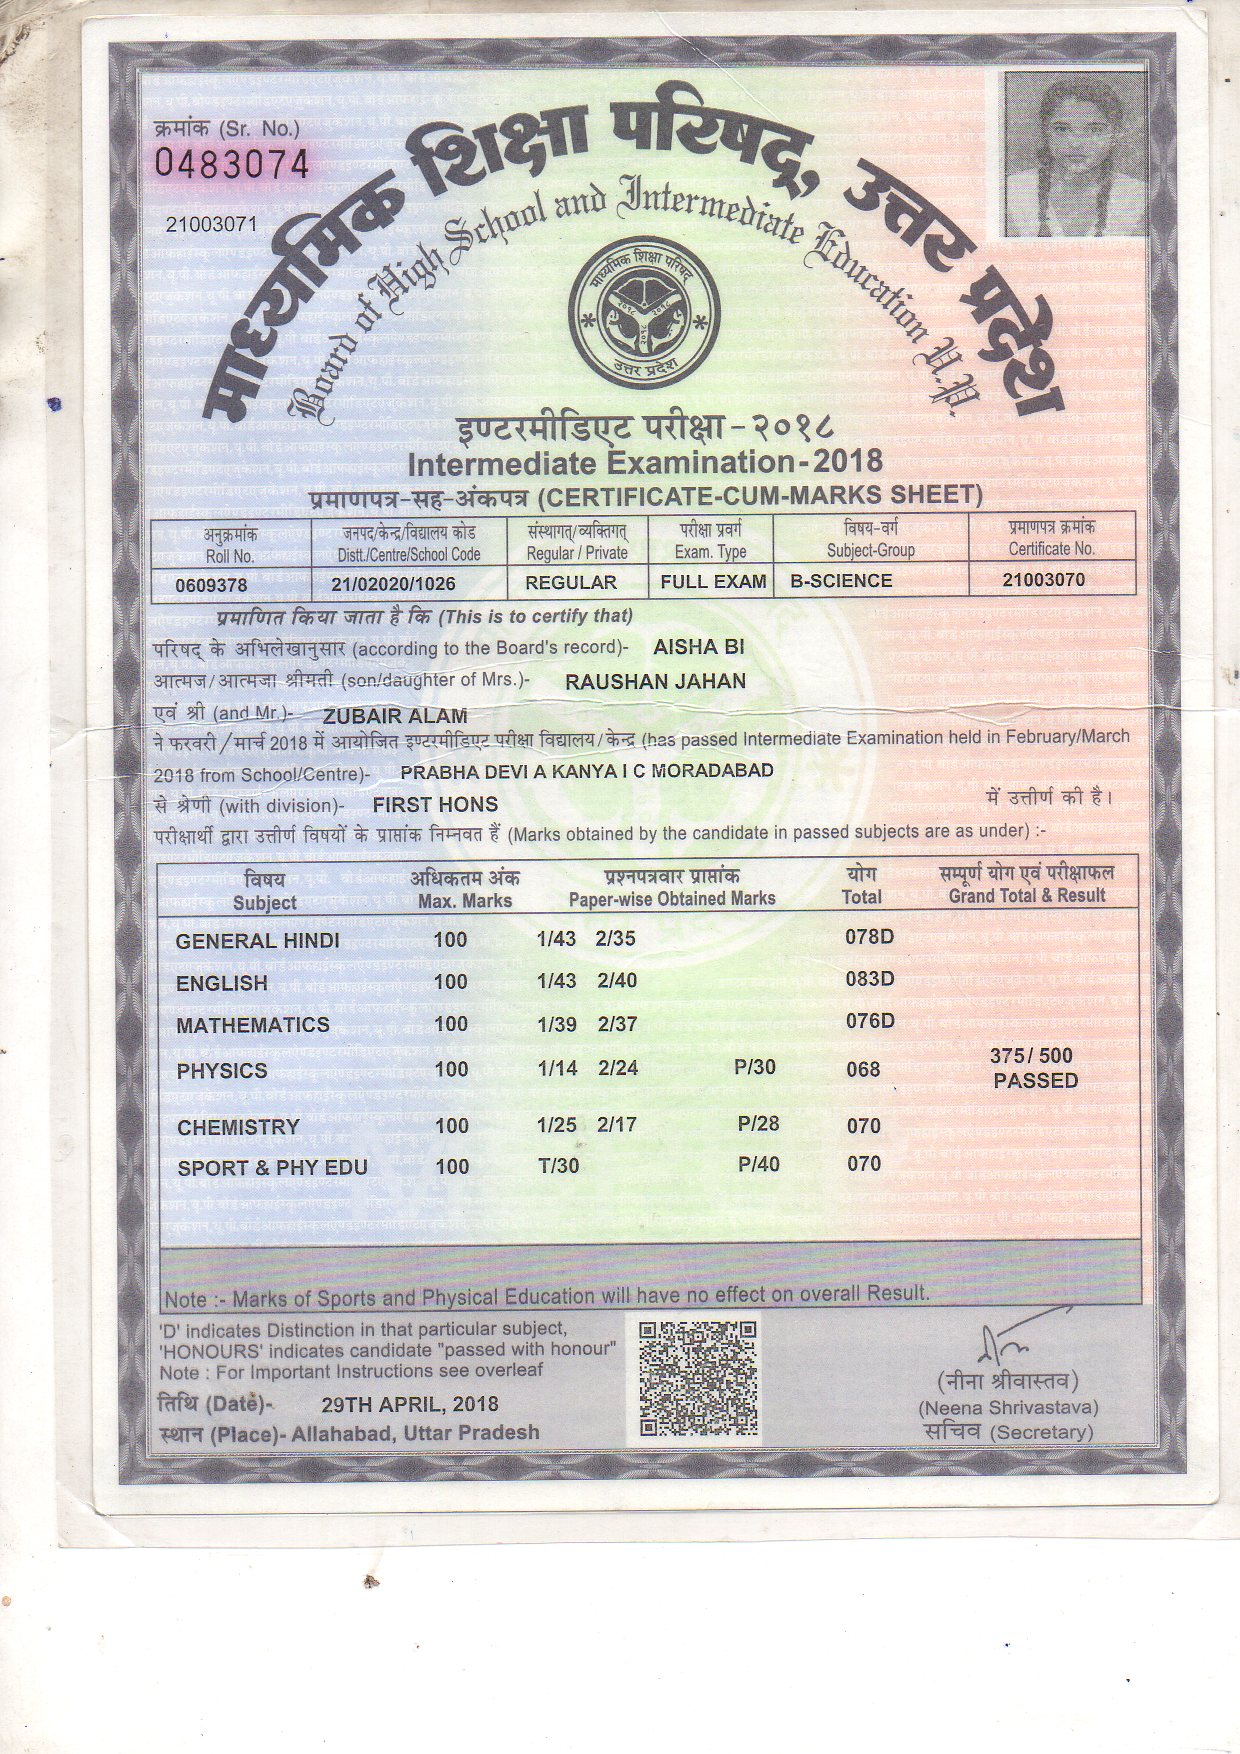 क्रमांक (Sr. No.)
0483074
21003071
माध्यमिक शिक्षा परिषद्, उत्तर प्रदेश
Board of High School and Intermediate Education U.P.
माध्यमिक शिक्षा परिषद्
उत्तर प्रदेश
इण्टरमीडिएट परीक्षा - २०१८
Intermediate Examination - 2018
प्रमाणपत्र-सह-अंकपत्र (CERTIFICATE-CUM-MARKS SHEET)
अनुक्रमांक जनपद/केन्द्र/विद्यालय कोड संस्थागत्/व्यक्तिगत् परीक्षा प्रवर्ग विषय-वर्ग प्रमाणपत्र क्रमांक
Roll No. Distt./Centre/School Code Regular / Private Exam. Type Subject-Group Certificate No.
0609378 21/02020/1026 REGULAR FULL EXAM B-SCIENCE 21003070
प्रमाणित किया जाता है कि (This is to certify that)
परिषद् के अभिलेखानुसार (according to the Board's record)- AISHA BI
आत्मज/आत्मजा श्रीमती (son/daughter of Mrs.)- RAUSHAN JAHAN
एवं श्री (and Mr.)- ZUBAIR ALAM
ने फरवरी/मार्च 2018 में आयोजित इण्टरमीडिएट परीक्षा विद्यालय/केन्द्र (has passed Intermediate Examination held in February/March
2018 from School/Centre)- PRABHA DEVI A KANYA I C MORADABAD
से श्रेणी (with division)- FIRST HONS में उत्तीर्ण की है।
परीक्षार्थी द्वारा उत्तीर्ण विषयों के प्राप्तांक निम्नवत हैं (Marks obtained by the candidate in passed subjects are as under) :-
विषय अधिकतम अंक प्रश्नपत्रवार प्राप्तांक योग सम्पूर्ण योग एवं परीक्षाफल
Subject Max. Marks Paper-wise Obtained Marks Total Grand Total & Result
GENERAL HINDI 100 1/43 2/35 078D
ENGLISH 100 1/43 2/40 083D
MATHEMATICS 100 1/39 2/37 076D
PHYSICS 100 1/14 2/24 P/30 068 375/ 500
PASSED
CHEMISTRY 100 1/25 2/17 P/28 070
SPORT & PHY EDU 100 T/30 P/40 070
Note :- Marks of Sports and Physical Education will have no effect on overall Result.
'D' indicates Distinction in that particular subject,
'HONOURS' indicates candidate "passed with honour"
Note : For Important Instructions see overleaf
तिथि (Date)- 29TH APRIL, 2018
स्थान (Place)- Allahabad, Uttar Pradesh
(नीना श्रीवास्तव)
(Neena Shrivastava)
सचिव (Secretary)